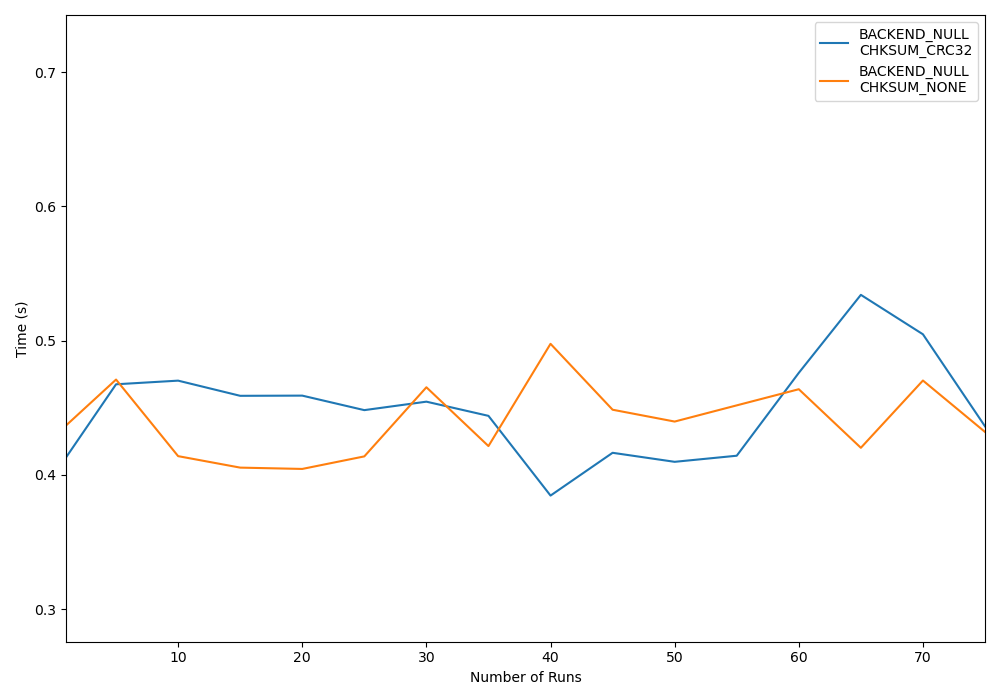 BACKEND_NULL
CHKSUM_CRC32
BACKEND_NULL
CHKSUM_NONE
0.7
0.6
0.5
0.4
0.3
Time (s)
10 20 30 40 50 60 70
Number of Runs